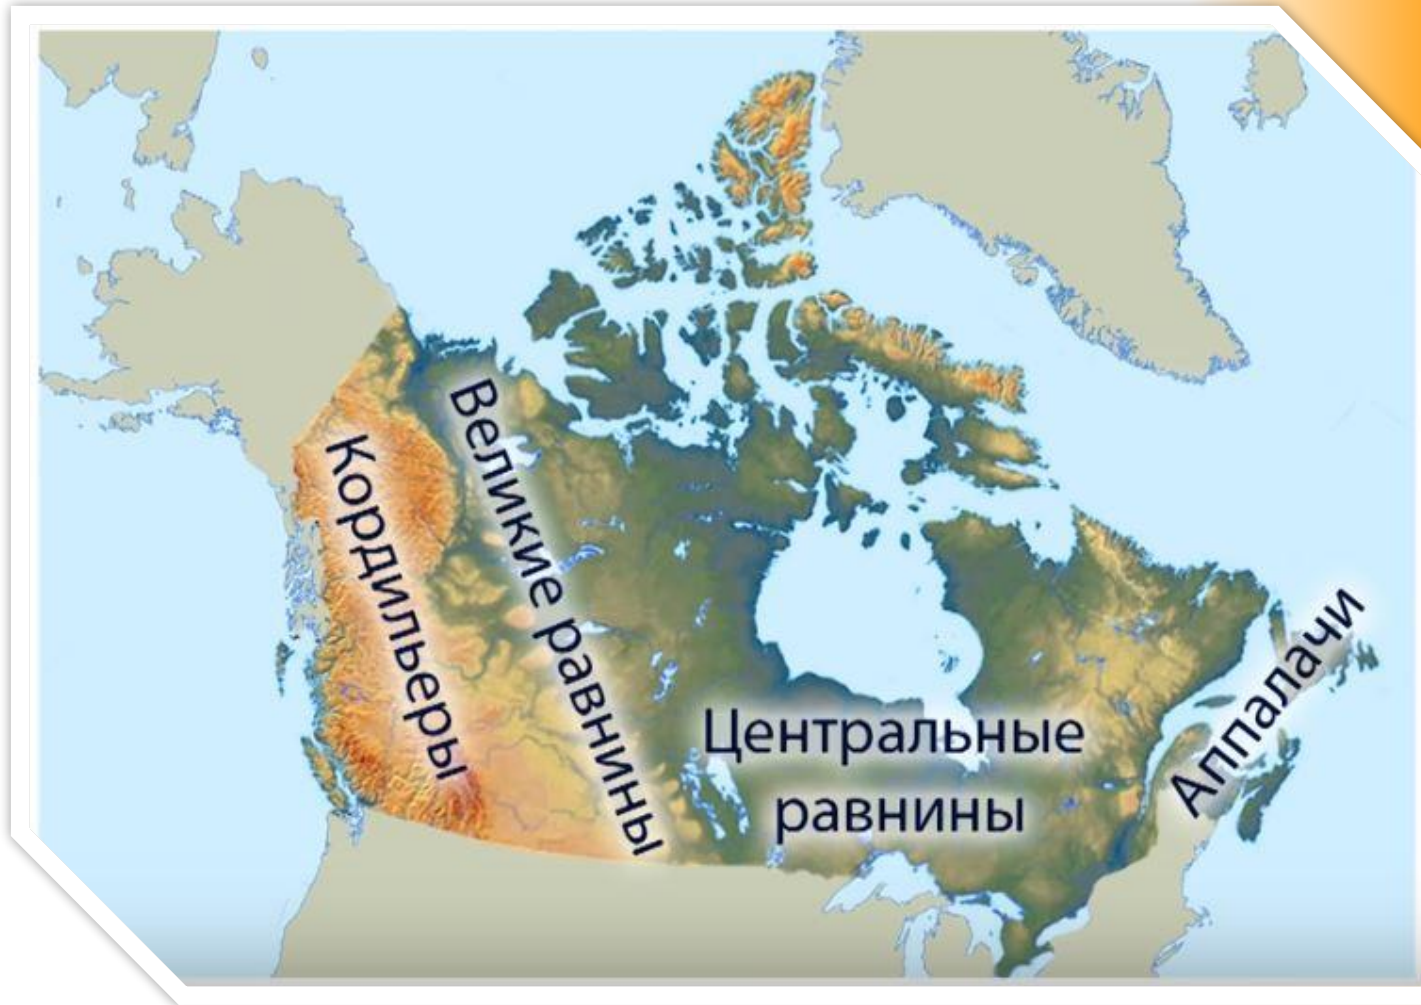 Кордильеры
Великие равнины
Центральные
равнины
Аппалачи